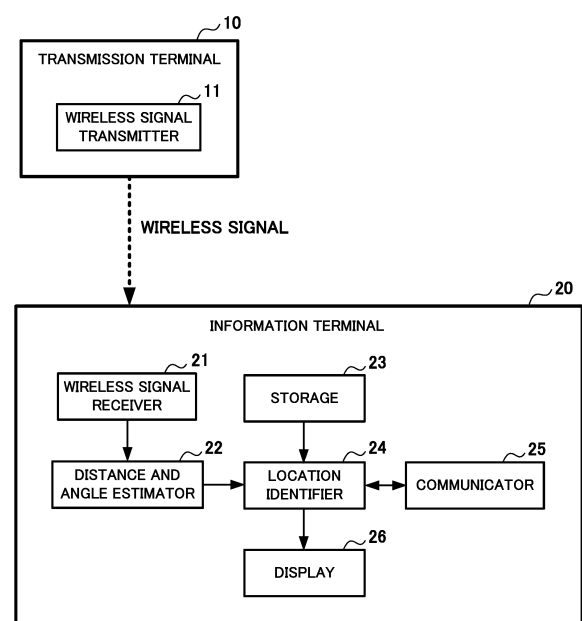 10
TRANSMISSION TERMINAL
11
WIRELESS SIGNAL
TRANSMITTER
WIRELESS SIGNAL
20
INFORMATION TERMINAL
21
WIRELESS SIGNAL
RECEIVER
23
STORAGE
22
DISTANCE AND
ANGLE ESTIMATOR
24
LOCATION
IDENTIFIER
25
COMMUNICATOR
26
DISPLAY